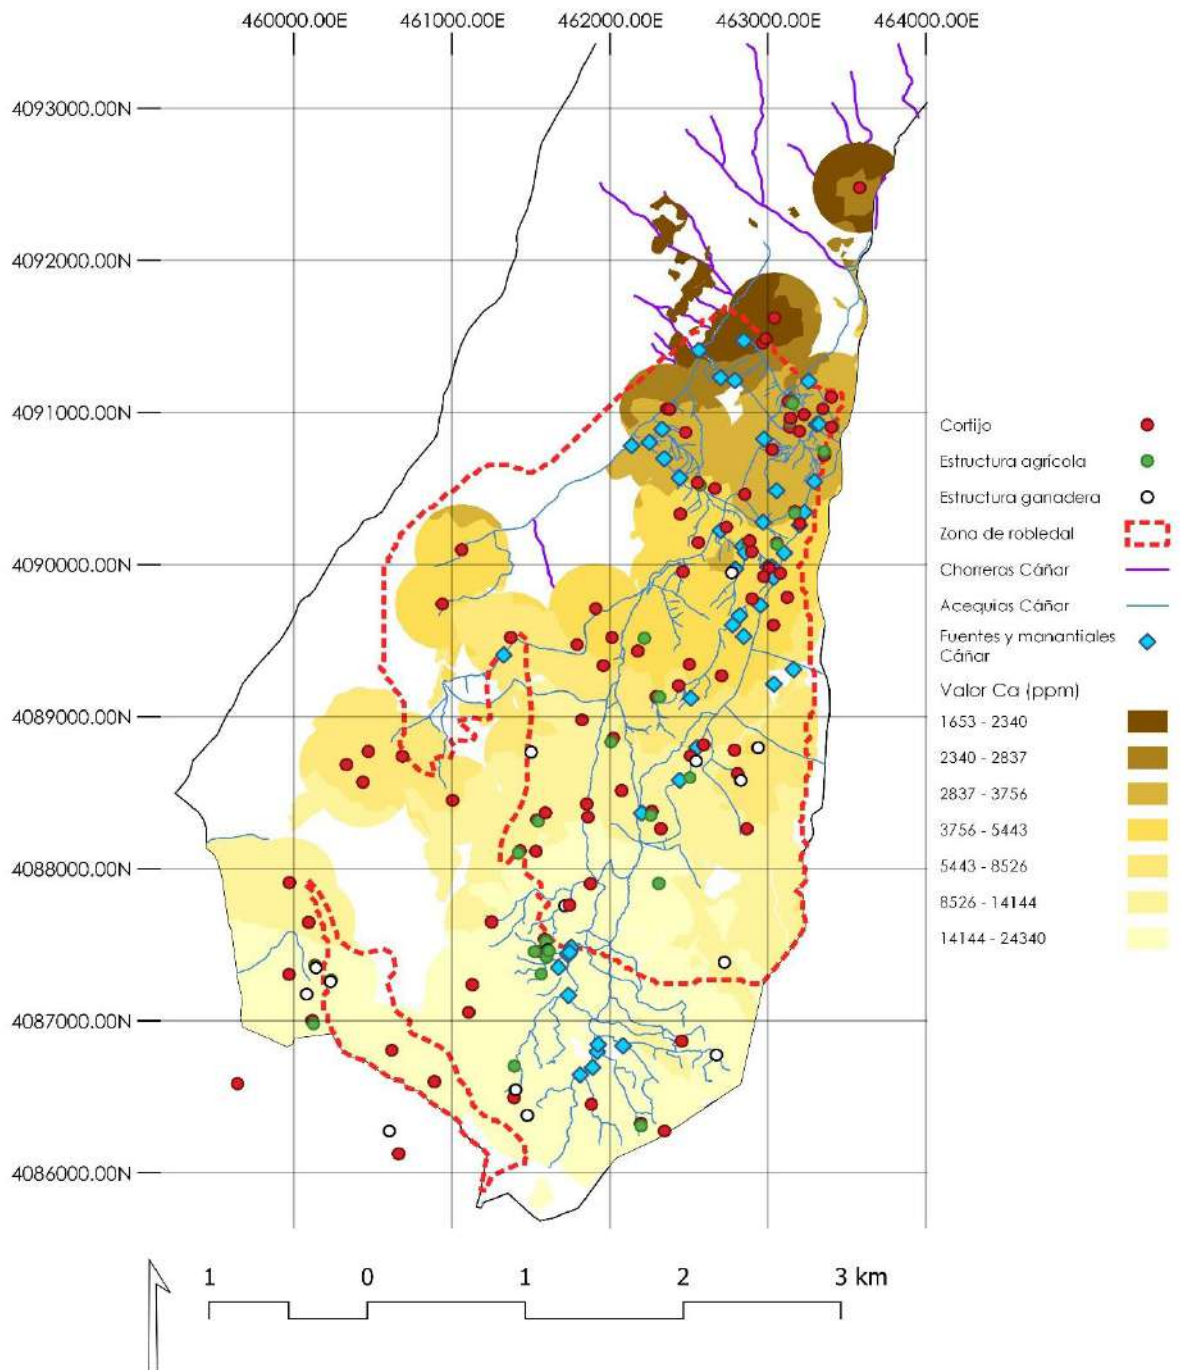 460000.00E 461000.00E 462000.00E 463000.00E 464000.00E
4093000.00N
4092000.00N
4091000.00N
4090000.00N
4089000.00N
4088000.00N
4087000.00N
4086000.00N
Cortijo
Estructura agrícola
Estructura ganadera
Zona de robledal
Chorreras Cáñar
Acequias Cáñar
Fuentes y manantiales
Cáñar
Valor Ca (ppm)
1653 - 2340
2340 - 2837
2837 - 3756
3756 - 5443
5443 - 8526
8526 - 14144
14144 - 24340
1 0 1 2 3 km